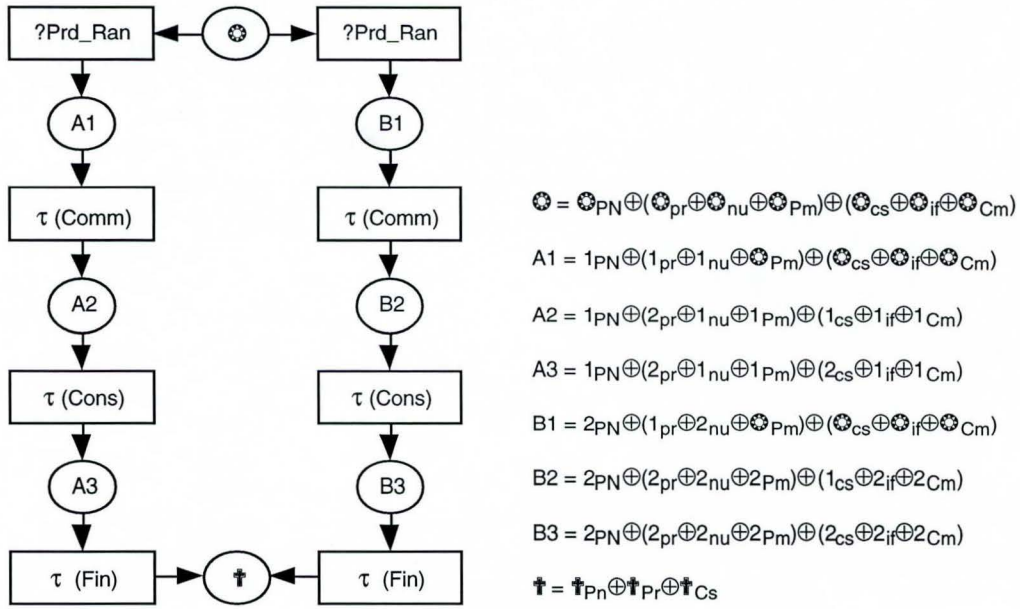 ?Prd_Ran ❂ ?Prd_Ran
A1 B1
τ (Comm) τ (Comm)
A2 B2
τ (Cons) τ (Cons)
A3 B3
τ (Fin) ✝ τ (Fin)
❂ = ❂PN⊕(❂pr⊕❂nu⊕❂Pm)⊕(❂cs⊕❂if⊕❂Cm)
A1 = 1PN⊕(1pr⊕1nu⊕❂Pm)⊕(❂cs⊕❂if⊕❂Cm)
A2 = 1PN⊕(2pr⊕1nu⊕1Pm)⊕(1cs⊕1if⊕1Cm)
A3 = 1PN⊕(2pr⊕1nu⊕1Pm)⊕(2cs⊕1if⊕1Cm)
B1 = 2PN⊕(1pr⊕2nu⊕❂Pm)⊕(❂cs⊕❂if⊕❂Cm)
B2 = 2PN⊕(2pr⊕2nu⊕2Pm)⊕(1cs⊕2if⊕2Cm)
B3 = 2PN⊕(2pr⊕2nu⊕2Pm)⊕(2cs⊕2if⊕2Cm)
✝ = ✝Pn⊕✝Pr⊕✝Cs